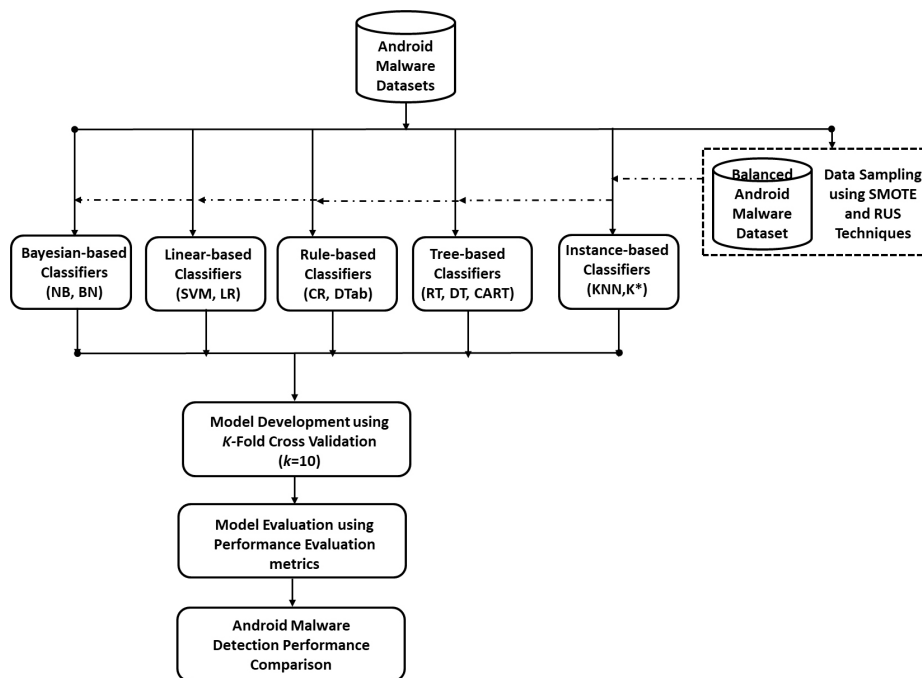 Android
Malware
Datasets
Balanced
Android
Malware
Dataset
Data Sampling
using SMOTE
and RUS
Techniques
Bayesian-based
Classifiers
(NB, BN)
Linear-based
Classifiers
(SVM, LR)
Rule-based
Classifiers
(CR, DTab)
Tree-based
Classifiers
(RT, DT, CART)
Instance-based
Classifiers
(KNN,K*)
Model Development using
K-Fold Cross Validation
(k=10)
Model Evaluation using
Performance Evaluation
metrics
Android Malware
Detection Performance
Comparison